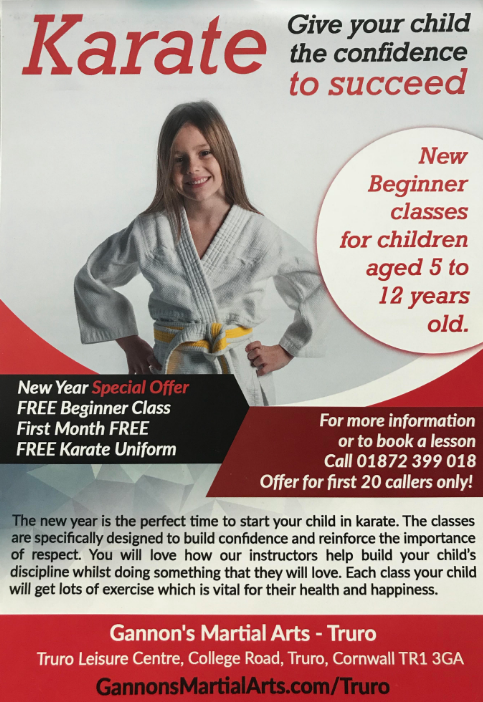 Karate
Give your child
the confidence
to succeed
New
Beginner
classes
for children
aged 5 to
12 years
old.
New Year Special Offer
FREE Beginner Class
First Month FREE
FREE Karate Uniform
For more information
or to book a lesson
Call 01872 399 018
Offer for first 20 callers only!
The new year is the perfect time to start your child in karate. The classes
are specifically designed to build confidence and reinforce the importance
of respect. You will love how our instructors help build your child's
discipline whilst doing something that they will love. Each class your child
will get lots of exercise which is vital for their health and happiness.
Gannon's Martial Arts - Truro
Truro Leisure Centre, College Road, Truro, Cornwall TR1 3GA
GannonsMartialArts.com/Truro